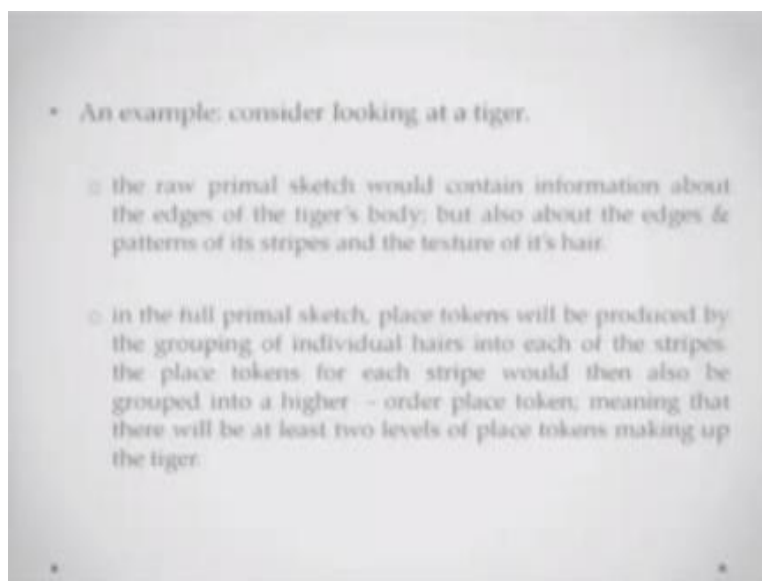 • An example: consider looking at a tiger.
o the raw primal sketch would contain information about
the edges of the tiger's body; but also about the edges &
patterns of its stripes and the texture of it's hair.
o in the full primal sketch, place tokens will be produced by
the grouping of individual hairs into each of the stripes.
the place tokens for each stripe would then also be
grouped into a higher - order place token; meaning that
there will be at least two levels of place tokens making up
the tiger.